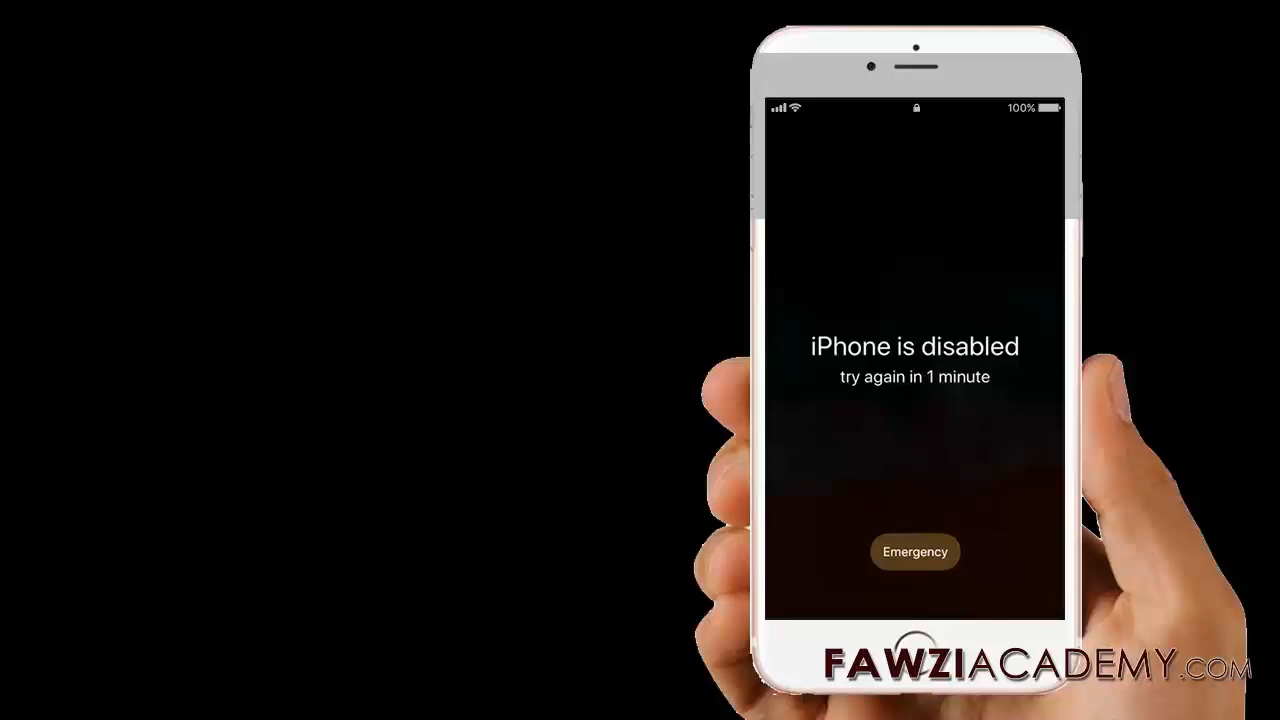 100%
iPhone is disabled
try again in 1 minute
Emergency
FAWZIACADEMY.COM